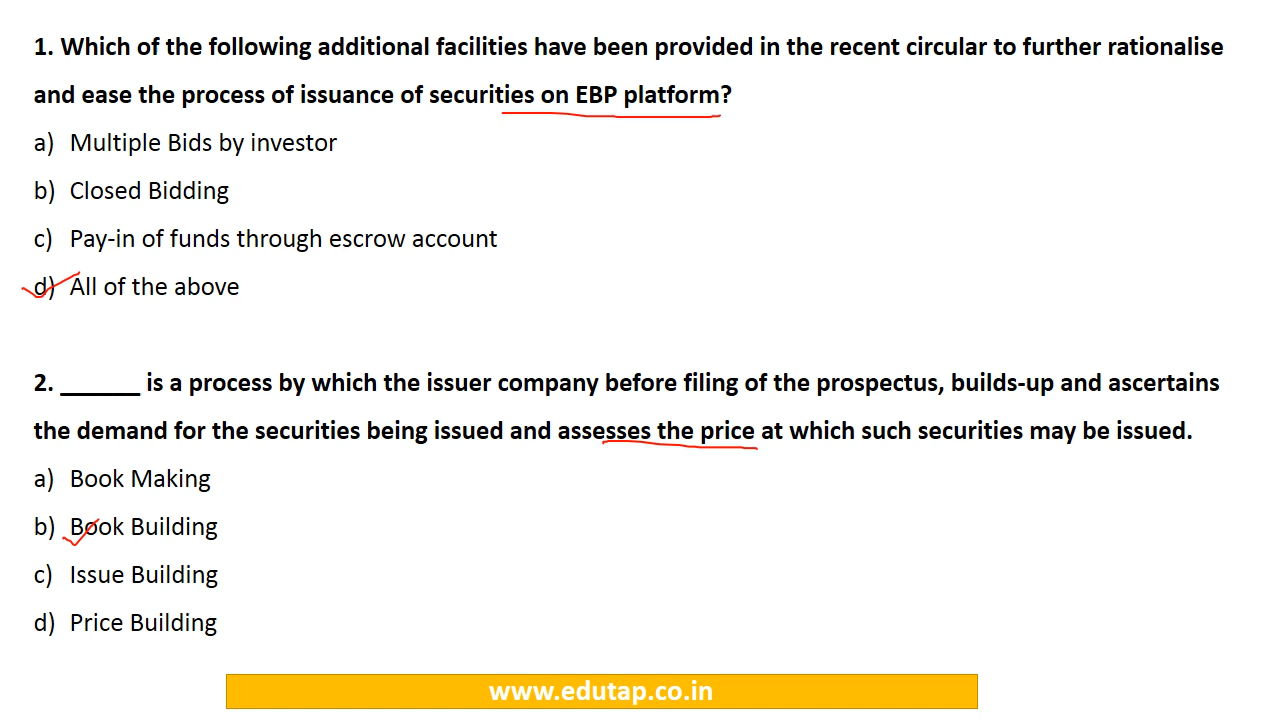 1. Which of the following additional facilities have been provided in the recent circular to further rationalise
and ease the process of issuance of securities on EBP platform?
a) Multiple Bids by investor
b) Closed Bidding
c) Pay-in of funds through escrow account
d) All of the above
2. ______ is a process by which the issuer company before filing of the prospectus, builds-up and ascertains
the demand for the securities being issued and assesses the price at which such securities may be issued.
a) Book Making
b) Book Building
c) Issue Building
d) Price Building
www.edutap.co.in